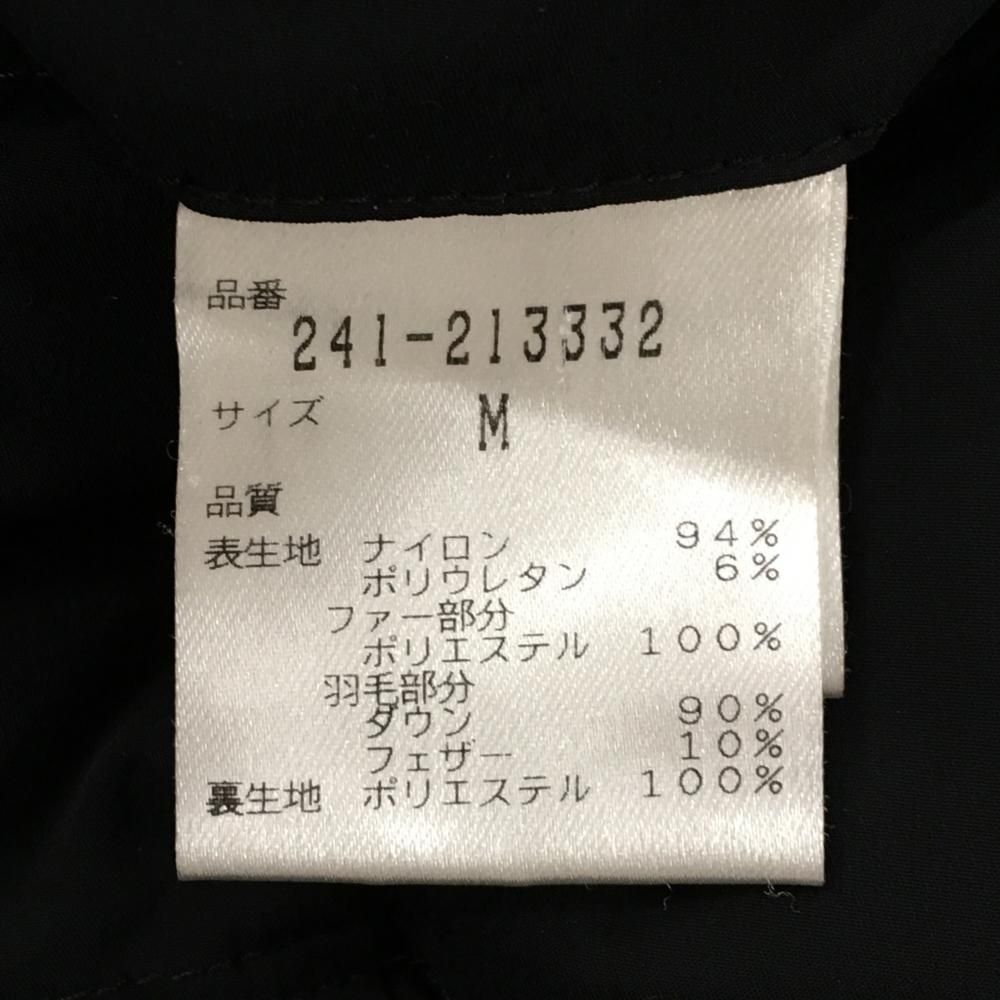 品番
241-213332
サイズ M
品質
表生地 ナイロン 94%
ポリウレタン 6%
ファー部分
ポリエステル 100%
羽毛部分
ダウン 90%
フェザー 10%
裏生地 ポリエステル 100%